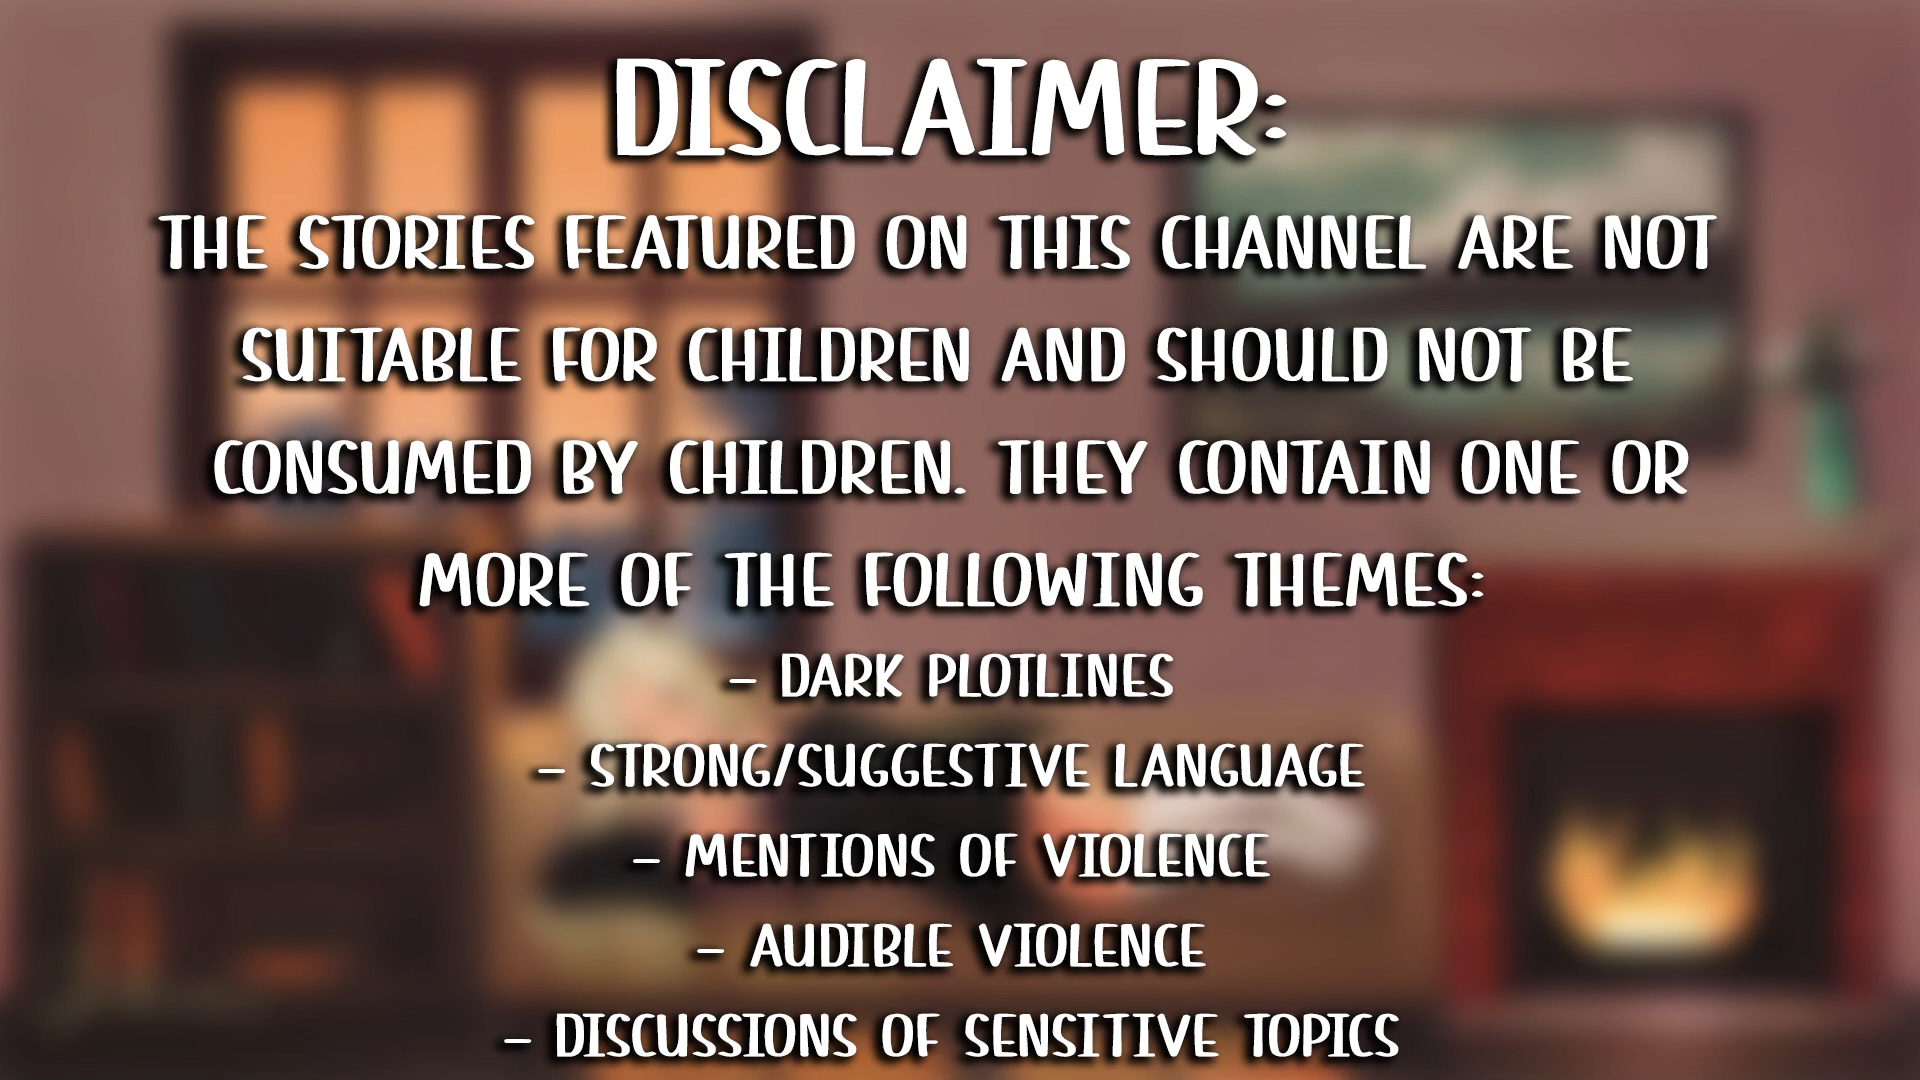 DISCLAIMER:
THE STORIES FEATURED ON THIS CHANNEL ARE NOT
SUITABLE FOR CHILDREN AND SHOULD NOT BE
CONSUMED BY CHILDREN. THEY CONTAIN ONE OR
MORE OF THE FOLLOWING THEMES:
- DARK PLOTLINES
- STRONG/SUGGESTIVE LANGUAGE
- MENTIONS OF VIOLENCE
- AUDIBLE VIOLENCE
- DISCUSSIONS OF SENSITIVE TOPICS